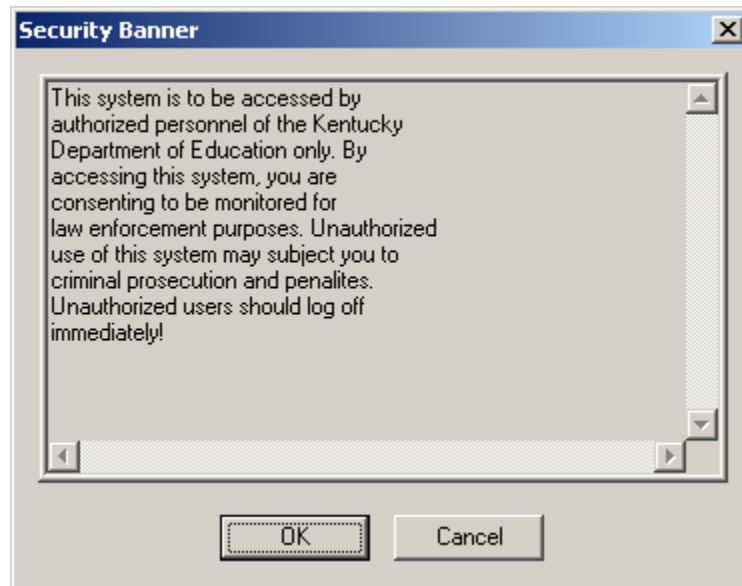 Security Banner
This system is to be accessed by
authorized personnel of the Kentucky
Department of Education only. By
accessing this system, you are
consenting to be monitored for
law enforcement purposes. Unauthorized
use of this system may subject you to
criminal prosecution and penalites.
Unauthorized users should log off
immediately!
OK
Cancel